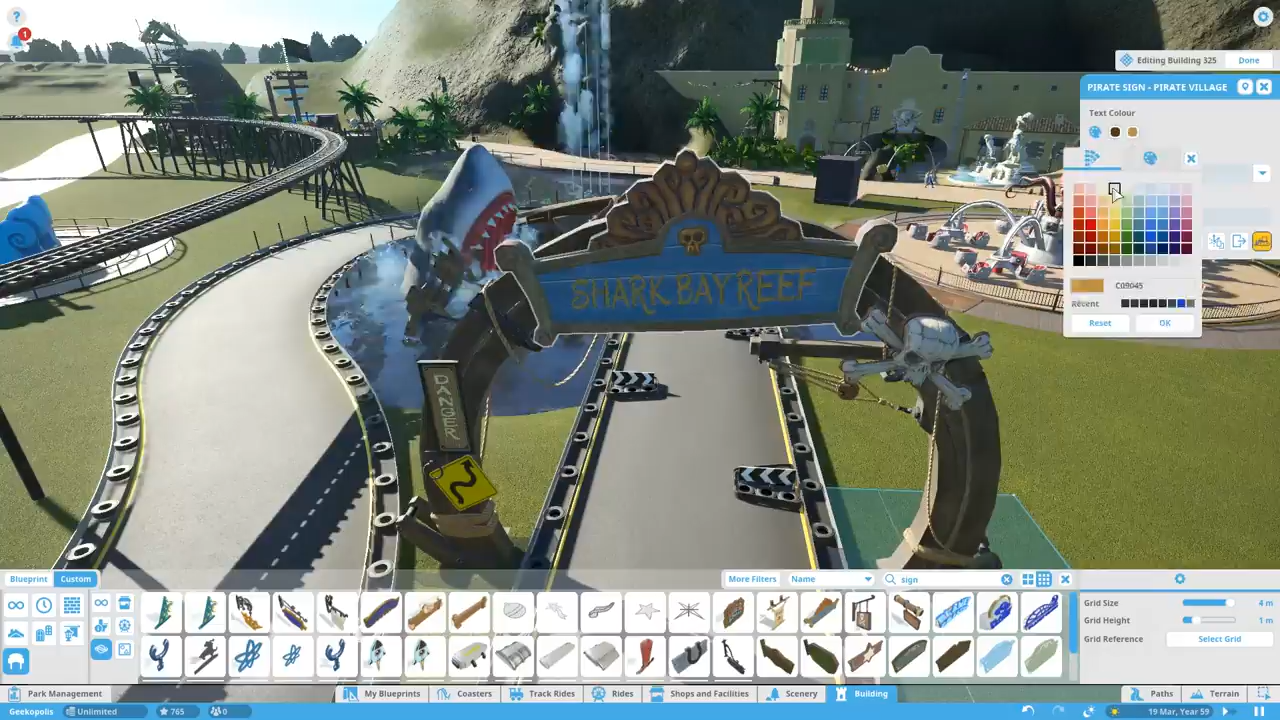 1
Editing Building 325
Done
PIRATE SIGN - PIRATE VILLAGE
Text Colour
C09045
Recent
Reset
OK
SHARK BAY REEF
DANGER
Blueprint
Custom
More Filters
Name
sign
Grid Size
4 m
Grid Height
1 m
Grid Reference
Select Grid
Park Management
My Blueprints
Coasters
Track Rides
Rides
Shops and Facilities
Scenery
Building
Paths
Terrain
Geekopolis
Unlimited
765
0
19 Mar, Year 59